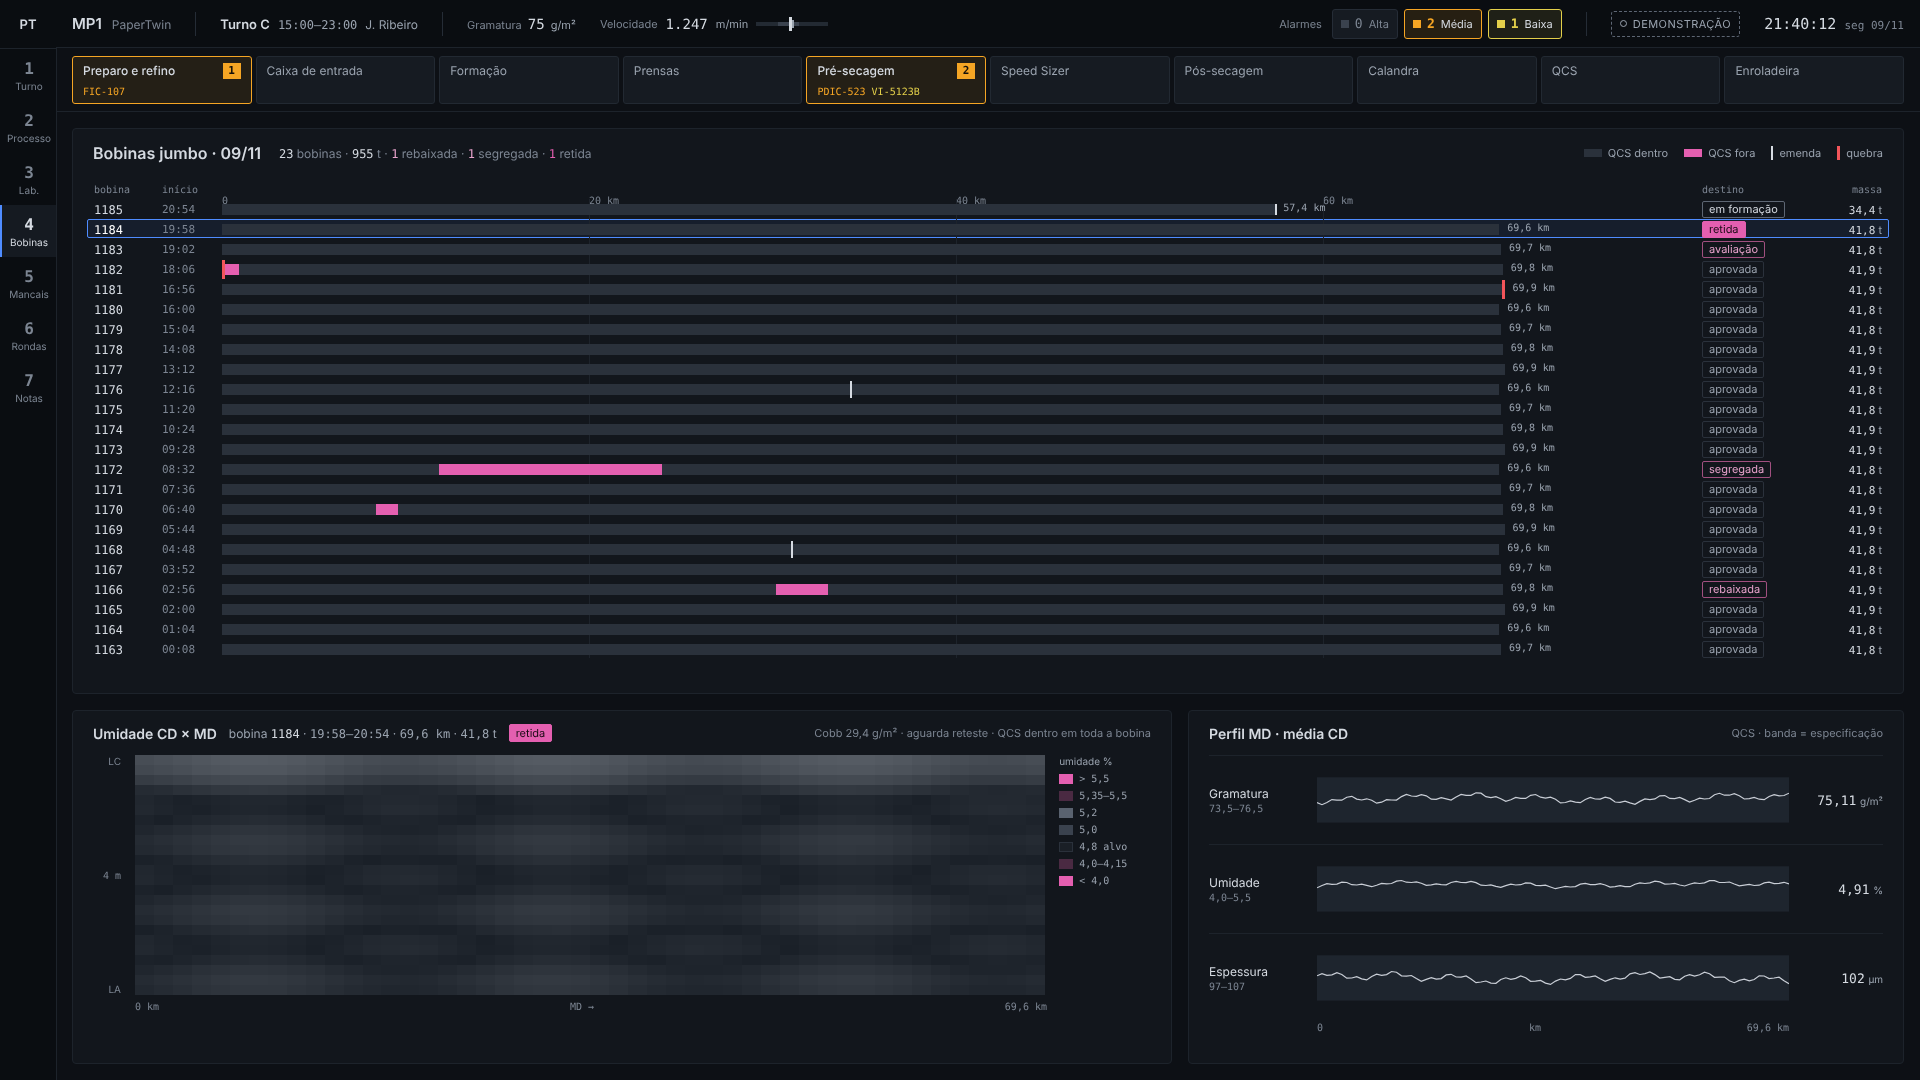 PT
MP1 PaperTwin
Turno C 15:00–23:00 J. Ribeiro
Gramatura 75 g/m²
Velocidade 1.247 m/min
Alarmes
0 Alta
2 Média
1 Baixa
DEMONSTRAÇÃO
21:40:12 seg 09/11
1 Turno
2 Processo
3 Lab.
4 Bobinas
5 Mancais
6 Rondas
7 Notas
Preparo e refino 1
FIC-107
Caixa de entrada
Formação
Prensas
Pré-secagem 2
PDIC-523 VI-5123B
Speed Sizer
Pós-secagem
Calandra
QCS
Enroladeira
Bobinas jumbo · 09/11
23 bobinas · 955 t · 1 rebaixada · 1 segregada · 1 retida
QCS dentro
QCS fora
emenda
quebra
bobina início destino massa
0 20 km 40 km 60 km
1185 20:54 57,4 km em formação 34,4 t
1184 19:58 69,6 km retida 41,8 t
1183 19:02 69,7 km avaliação 41,8 t
1182 18:06 69,8 km aprovada 41,9 t
1181 16:56 69,9 km aprovada 41,9 t
1180 16:00 69,6 km aprovada 41,8 t
1179 15:04 69,7 km aprovada 41,8 t
1178 14:08 69,8 km aprovada 41,9 t
1177 13:12 69,9 km aprovada 41,9 t
1176 12:16 69,6 km aprovada 41,8 t
1175 11:20 69,7 km aprovada 41,8 t
1174 10:24 69,8 km aprovada 41,9 t
1173 09:28 69,9 km aprovada 41,9 t
1172 08:32 69,6 km segregada 41,8 t
1171 07:36 69,7 km aprovada 41,8 t
1170 06:40 69,8 km aprovada 41,9 t
1169 05:44 69,9 km aprovada 41,9 t
1168 04:48 69,6 km aprovada 41,8 t
1167 03:52 69,7 km aprovada 41,8 t
1166 02:56 69,8 km rebaixada 41,9 t
1165 02:00 69,9 km aprovada 41,9 t
1164 01:04 69,6 km aprovada 41,8 t
1163 00:08 69,7 km aprovada 41,8 t
Umidade CD × MD
bobina 1184 · 19:58–20:54 · 69,6 km · 41,8 t
retida
Cobb 29,4 g/m² · aguarda reteste · QCS dentro em toda a bobina
LC
4 m
LA
0 km
MD →
69,6 km
umidade %
> 5,5
5,35–5,5
5,2
5,0
4,8 alvo
4,0–4,15
< 4,0
Perfil MD · média CD
QCS · banda = especificação
Gramatura
73,5–76,5
75,11 g/m²
Umidade
4,0–5,5
4,91 %
Espessura
97–107
102 µm
0
km
69,6 km